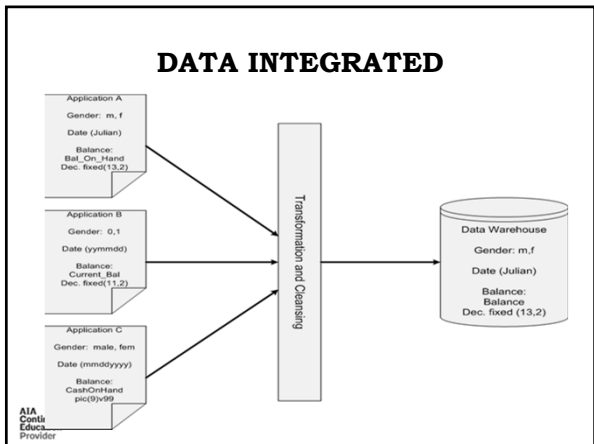 DATA INTEGRATED
Application A
Gender: m, f
Date (Julian)
Balance:
Bal_On_Hand
Dec. fixed(13,2)
Application B
Gender: 0,1
Date (yymmdd)
Balance:
Current_Bal
Dec. fixed(11,2)
Application C
Gender: male, fem
Date (mmddyyyy)
Balance:
CashOnHand
pic(9)v99
Transformation and Cleansing
Data Warehouse
Gender: m,f
Date (Julian)
Balance:
Balance
Dec. fixed (13,2)
AIA
Provider